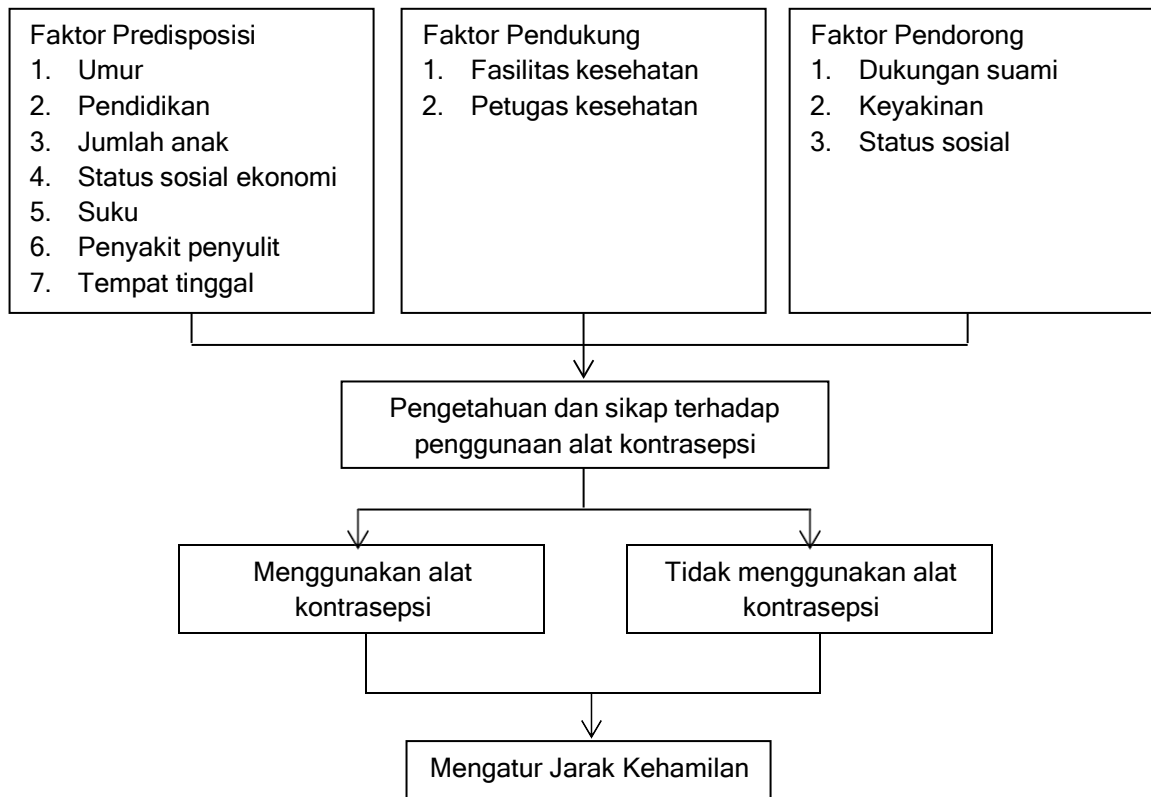 Faktor Predisposisi
1. Umur
2. Pendidikan
3. Jumlah anak
4. Status sosial ekonomi
5. Suku
6. Penyakit penyulit
7. Tempat tinggal
Faktor Pendukung
1. Fasilitas kesehatan
2. Petugas kesehatan
Faktor Pendorong
1. Dukungan suami
2. Keyakinan
3. Status sosial
Pengetahuan dan sikap terhadap
penggunaan alat kontrasepsi
Menggunakan alat
kontrasepsi
Tidak menggunakan alat
kontrasepsi
Mengatur Jarak Kehamilan